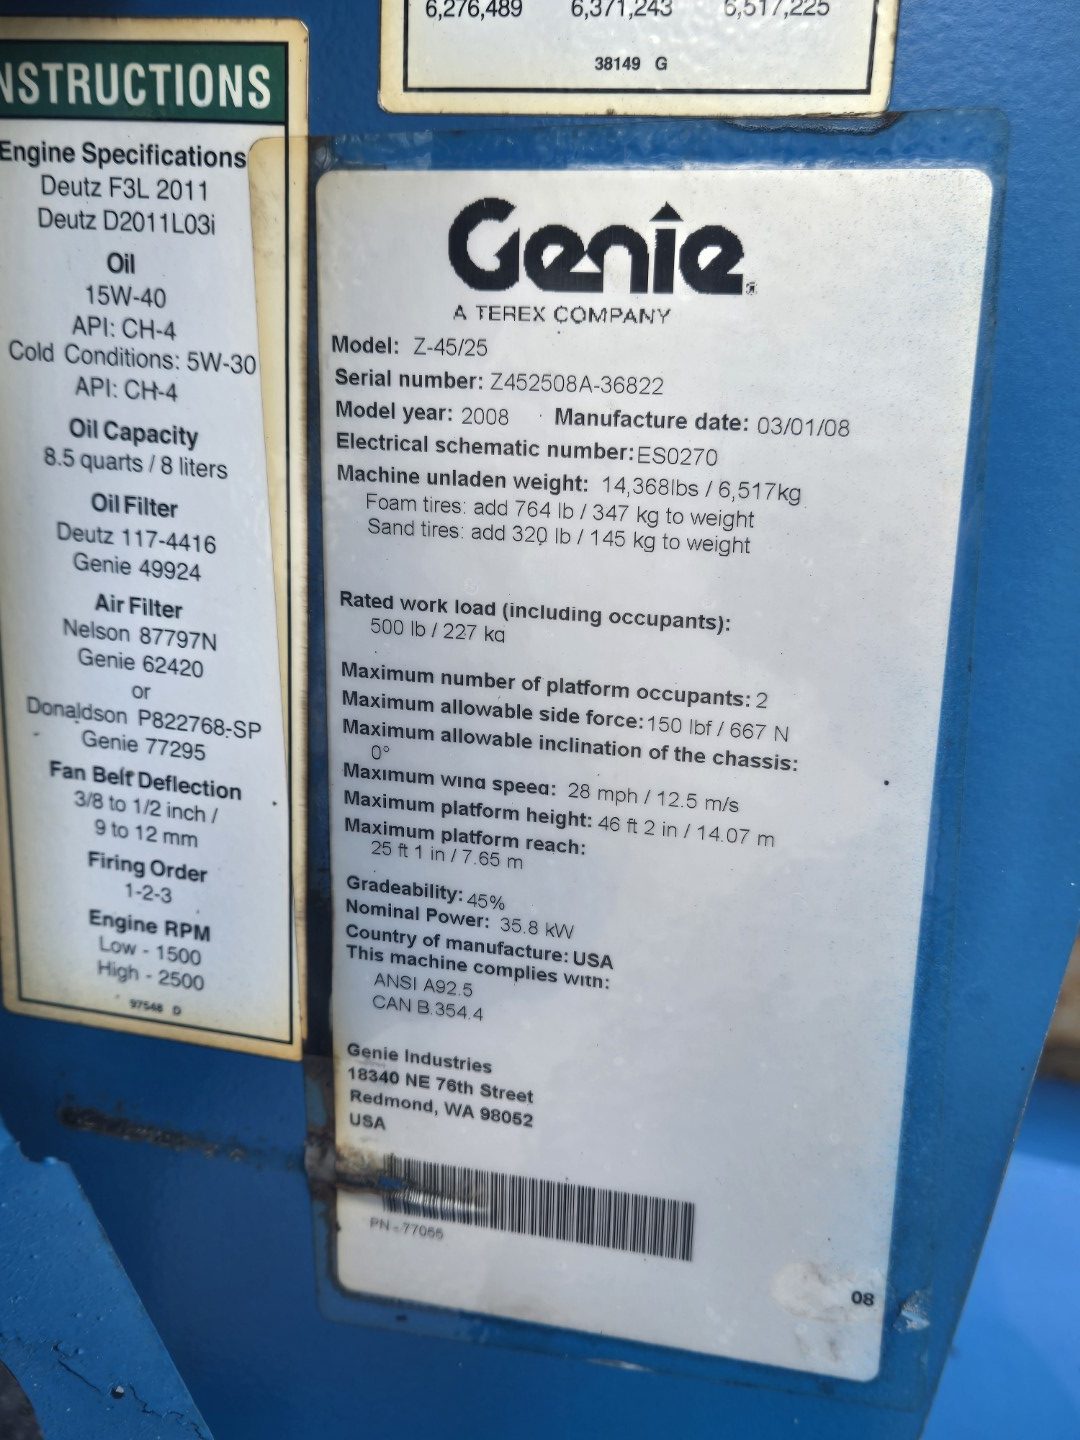 6,276,489 6,371,243 6,517,225
38149 G
NSTRUCTIONS
Engine Specifications
Deutz F3L 2011
Deutz D2011L03i
Oil
15W-40
API: CH-4
Cold Conditions: 5W-30
API: CH-4
Oil Capacity
8.5 quarts / 8 liters
Oil Filter
Deutz 117-4416
Genie 49924
Air Filter
Nelson 87797N
Genie 62420
or
Donaldson P822768-SP
Genie 77295
Fan Belt Deflection
3/8 to 1/2 inch /
9 to 12 mm
Firing Order
1-2-3
Engine RPM
Low - 1500
High - 2500
97548 D
Genie
A TEREX COMPANY
Model: Z-45/25
Serial number: Z452508A-36822
Model year: 2008 Manufacture date: 03/01/08
Electrical schematic number: ES0270
Machine unladen weight: 14,368lbs / 6,517kg
Foam tires: add 764 lb / 347 kg to weight
Sand tires: add 320 lb / 145 kg to weight
Rated work load (including occupants):
500 lb / 227 kg
Maximum number of platform occupants: 2
Maximum allowable side force: 150 lbf / 667 N
Maximum allowable inclination of the chassis:
0°
Maximum wind speed: 28 mph / 12.5 m/s
Maximum platform height: 46 ft 2 in / 14.07 m
Maximum platform reach:
25 ft 1 in / 7.65 m
Gradeability: 45%
Nominal Power: 35.8 kW
Country of manufacture: USA
This machine complies with:
ANSI A92.5
CAN B.354.4
Genie Industries
18340 NE 76th Street
Redmond, WA 98052
USA
PN - 77055
08